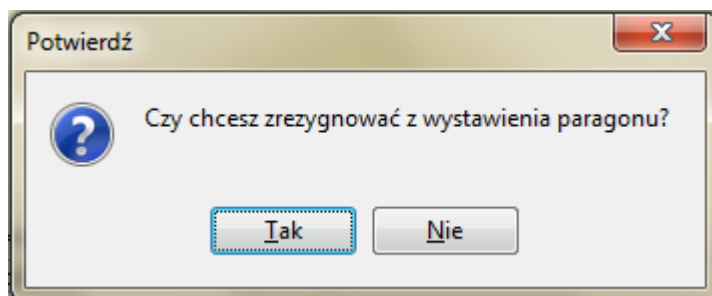 Potwierdź
Czy chcesz zrezygnować z wystawienia paragonu?
Tak
Nie